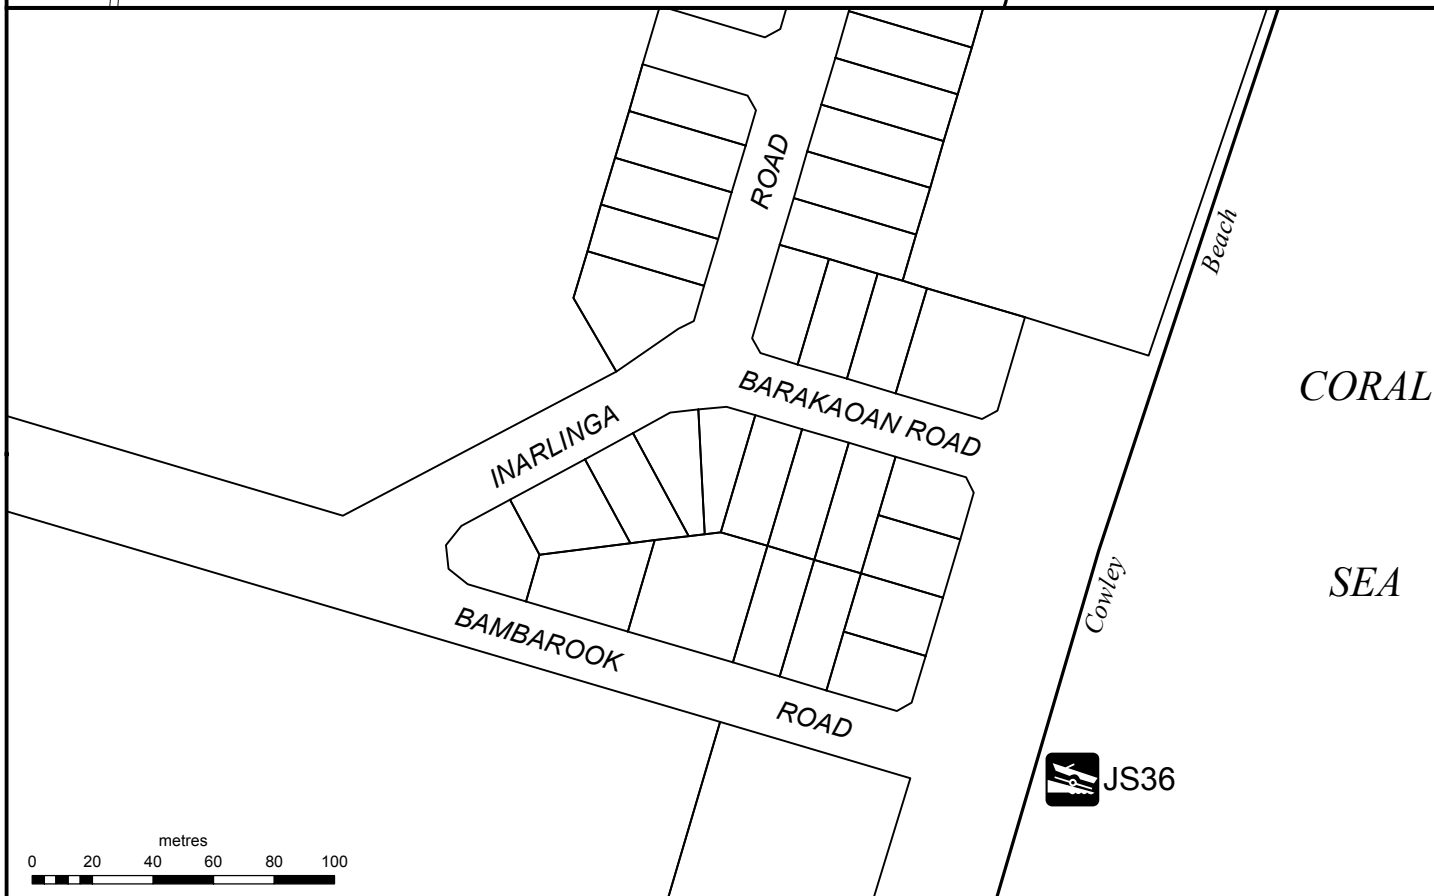 ROAD
Beach
CORAL
BARAKAOAN ROAD
INARLINGA
SEA
Cowley
BAMBAROOK
ROAD
JS36
metres
0 20 40 60 80 100